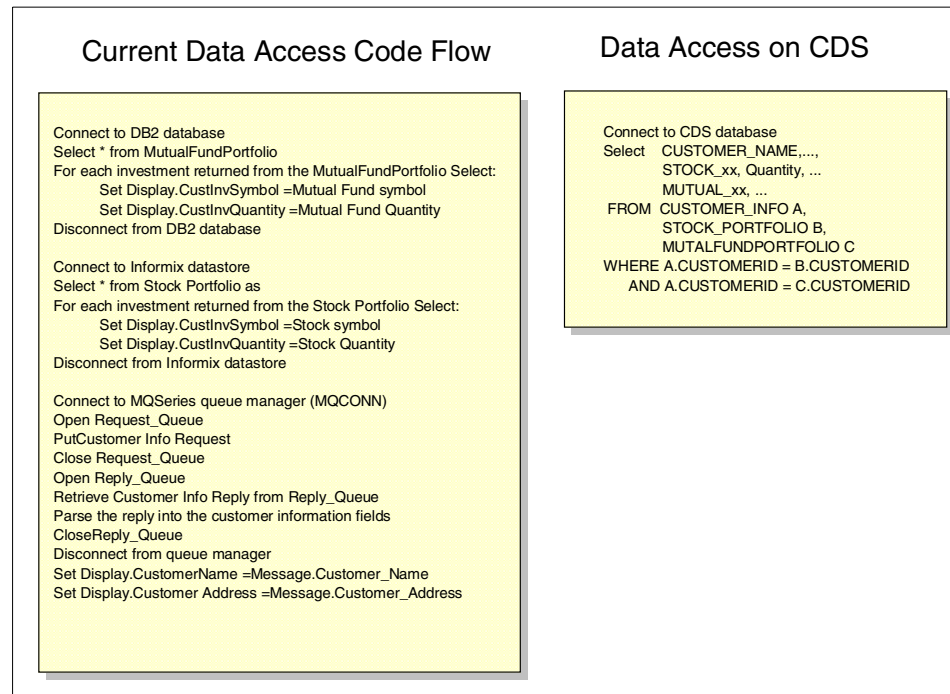 Current Data Access Code Flow
Connect to DB2 database
Select * from MutualFundPortfolio
For each investment returned from the MutualFundPortfolio Select:
Set Display.CustInvSymbol =Mutual Fund symbol
Set Display.CustInvQuantity =Mutual Fund Quantity
Disconnect from DB2 database
Connect to Informix datastore
Select * from Stock Portfolio as
For each investment returned from the Stock Portfolio Select:
Set Display.CustInvSymbol =Stock symbol
Set Display.CustInvQuantity =Stock Quantity
Disconnect from Informix datastore
Connect to MQSeries queue manager (MQCONN)
Open Request_Queue
PutCustomer Info Request
Close Request_Queue
Open Reply_Queue
Retrieve Customer Info Reply from Reply_Queue
Parse the reply into the customer information fields
CloseReply_Queue
Disconnect from queue manager
Set Display.CustomerName =Message.Customer_Name
Set Display.Customer Address =Message.Customer_Address
Data Access on CDS
Connect to CDS database
Select CUSTOMER_NAME,...,
STOCK_xx, Quantity, ...
MUTUAL_xx, ...
FROM CUSTOMER_INFO A,
STOCK_PORTFOLIO B,
MUTALFUNDPORTFOLIO C
WHERE A.CUSTOMERID = B.CUSTOMERID
AND A.CUSTOMERID = C.CUSTOMERID